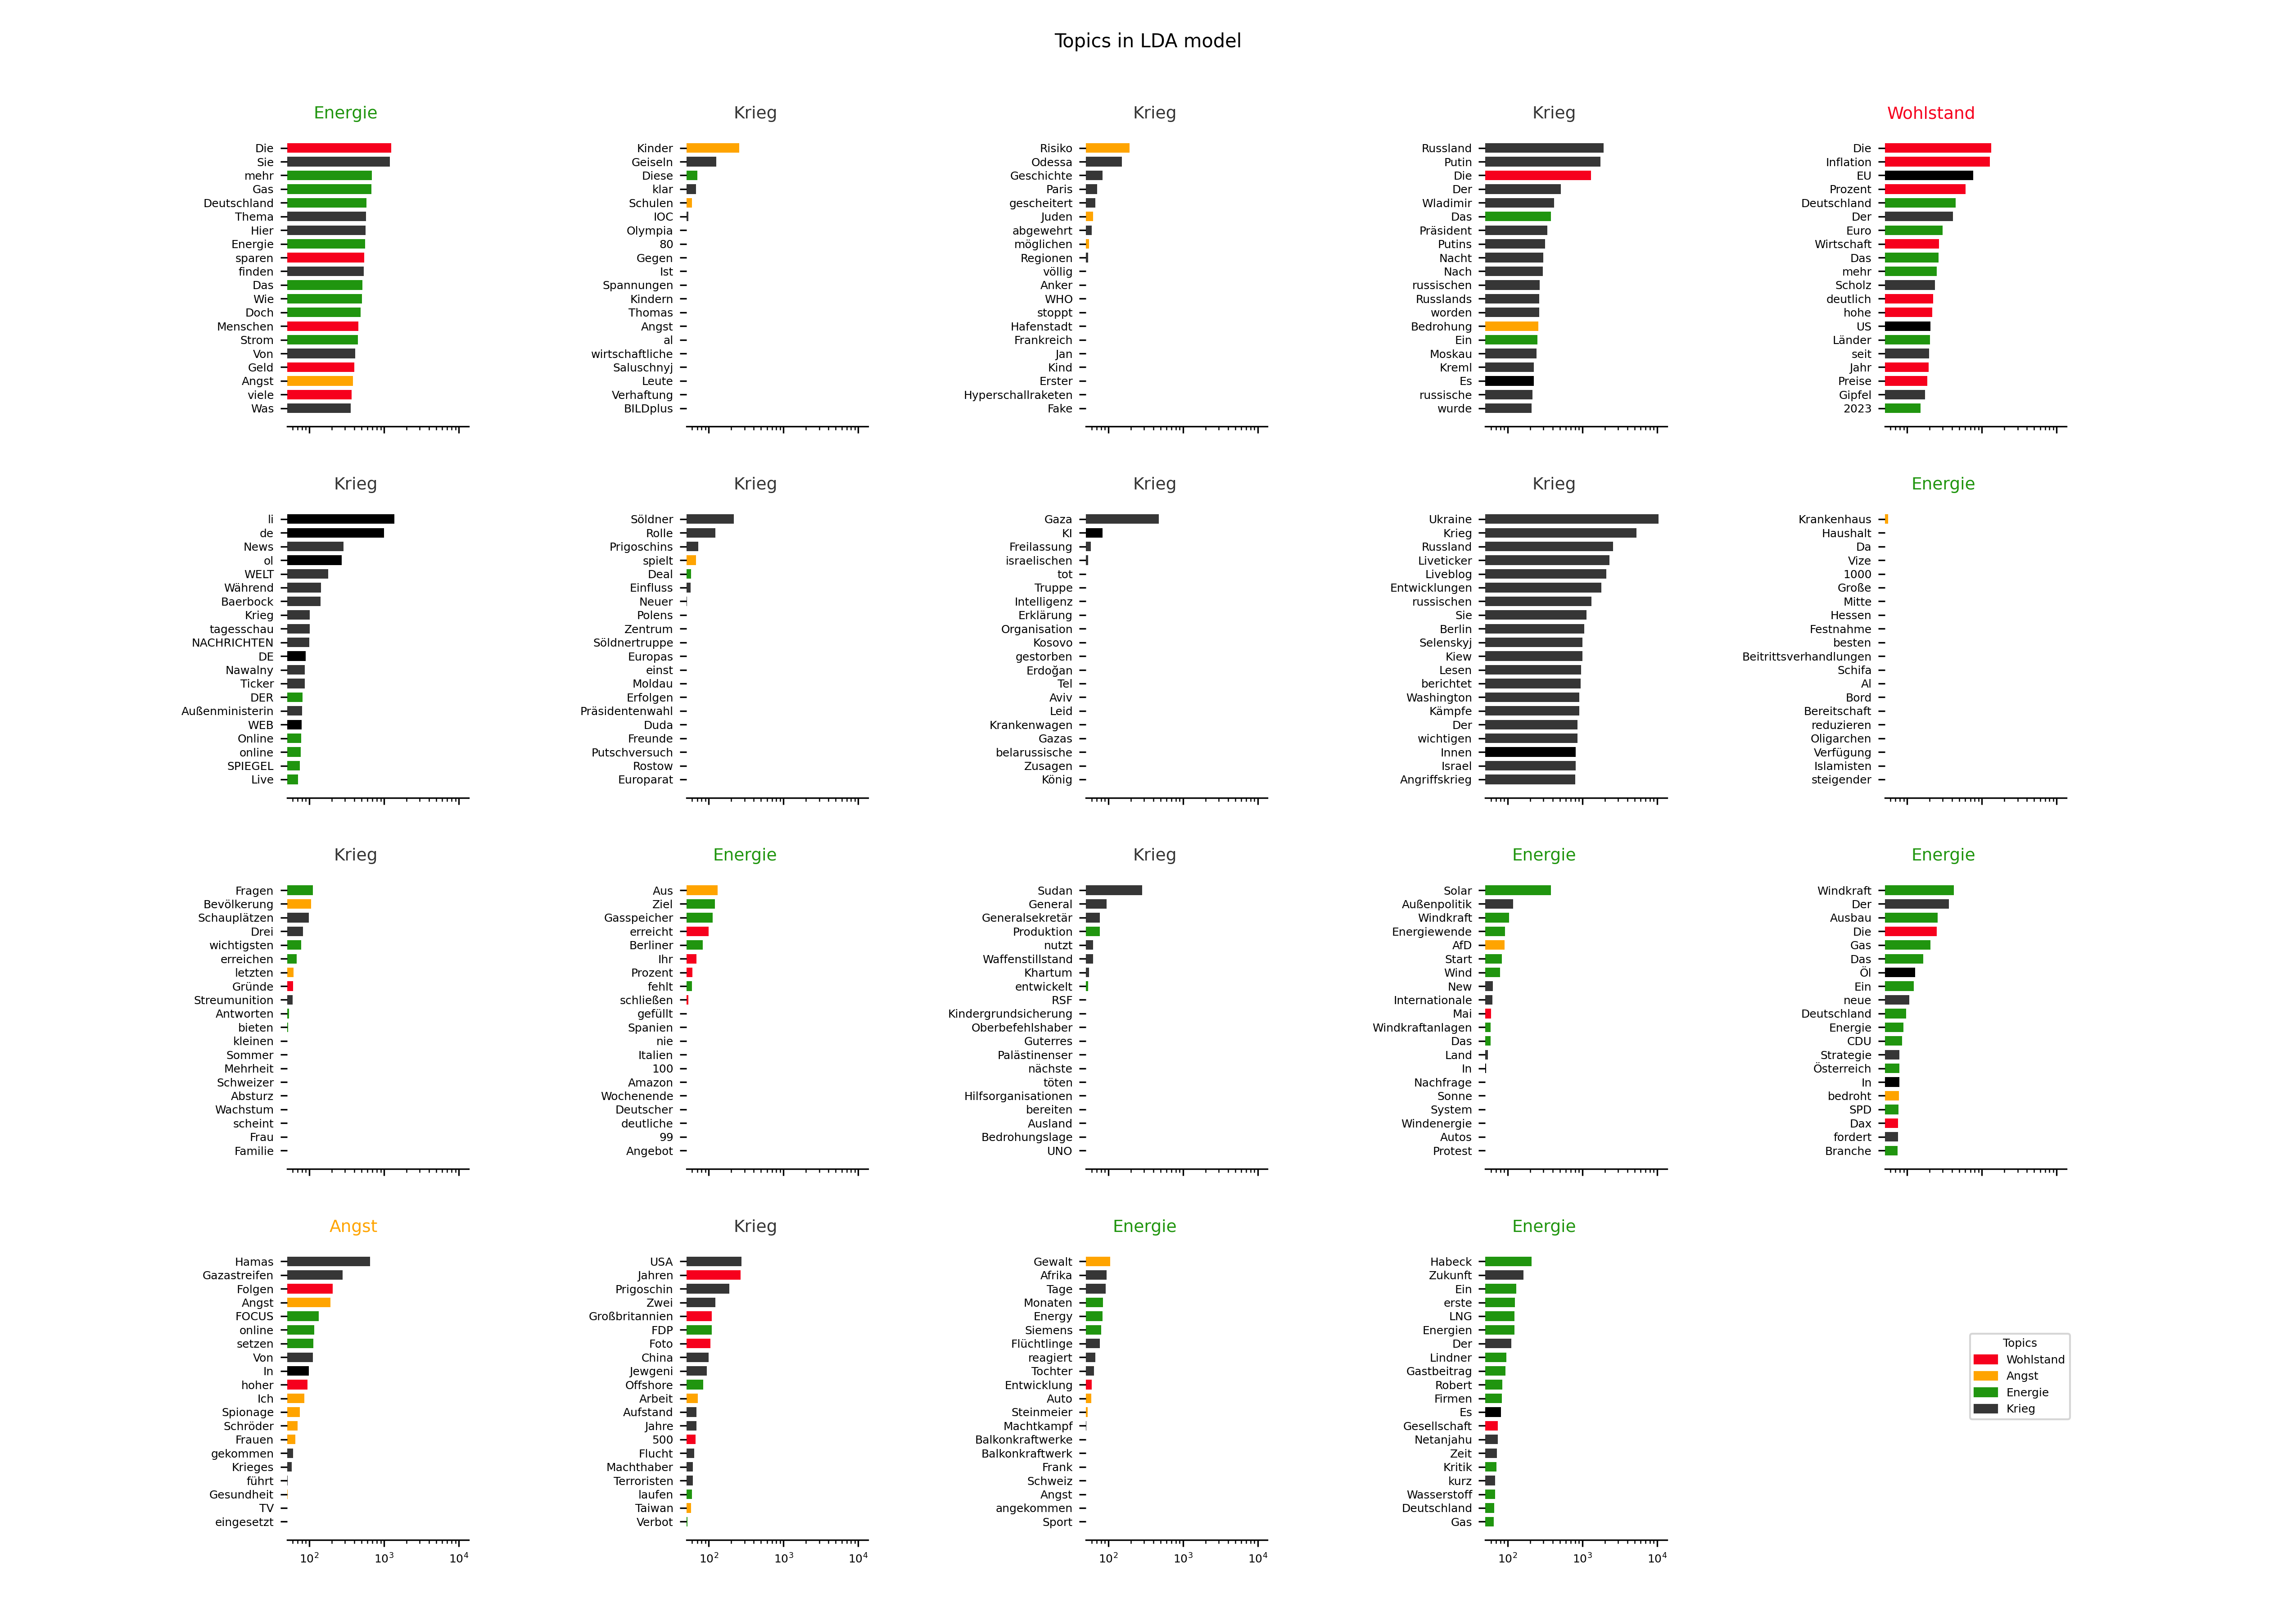 Topics in LDA model
Energie
Die
Sie
mehr
Gas
Deutschland
Thema
Hier
Energie
sparen
finden
Das
Wie
Doch
Menschen
Strom
Von
Geld
Angst
viele
Was
Krieg
Kinder
Geiseln
Diese
klar
Schulen
IOC
Olympia
80
Gegen
Ist
Spannungen
Kindern
Thomas
Angst
al
wirtschaftliche
Saluschnyj
Leute
Verhaftung
BILDplus
Krieg
Risiko
Odessa
Geschichte
Paris
gescheitert
Juden
abgewehrt
möglichen
Regionen
völlig
Anker
WHO
stoppt
Hafenstadt
Frankreich
Jan
Kind
Erster
Hyperschallraketen
Fake
Krieg
Russland
Putin
Die
Der
Wladimir
Das
Präsident
Putins
Nacht
Nach
russischen
Russlands
worden
Bedrohung
Ein
Moskau
Kreml
Es
russische
wurde
Wohlstand
Die
Inflation
EU
Prozent
Deutschland
Der
Euro
Wirtschaft
Das
mehr
Scholz
deutlich
hohe
US
Länder
seit
Jahr
Preise
Gipfel
2023
Krieg
li
de
News
ol
WELT
Während
Baerbock
Krieg
tagesschau
NACHRICHTEN
DE
Nawalny
Ticker
DER
Außenministerin
WEB
Online
online
SPIEGEL
Live
Krieg
Söldner
Rolle
Prigoschins
spielt
Deal
Einfluss
Neuer
Polens
Zentrum
Söldnertruppe
Europas
einst
Moldau
Erfolgen
Präsidentenwahl
Duda
Freunde
Putschversuch
Rostow
Europarat
Krieg
Gaza
KI
Freilassung
israelischen
tot
Truppe
Intelligenz
Erklärung
Organisation
Kosovo
gestorben
Erdoğan
Tel
Aviv
Leid
Krankenwagen
Gazas
belarussische
Zusagen
König
Krieg
Ukraine
Krieg
Russland
Liveticker
Liveblog
Entwicklungen
russischen
Sie
Berlin
Selenskyj
Kiew
Lesen
berichtet
Washington
Kämpfe
Der
wichtigen
Innen
Israel
Angriffskrieg
Energie
Krankenhaus
Haushalt
Da
Vize
1000
Große
Mitte
Hessen
Festnahme
besten
Beitrittsverhandlungen
Schifa
Al
Bord
Bereitschaft
reduzieren
Oligarchen
Verfügung
Islamisten
steigender
Krieg
Fragen
Bevölkerung
Schauplätzen
Drei
wichtigsten
erreichen
letzten
Gründe
Streumunition
Antworten
bieten
kleinen
Sommer
Mehrheit
Schweizer
Absturz
Wachstum
scheint
Frau
Familie
Energie
Aus
Ziel
Gasspeicher
erreicht
Berliner
Ihr
Prozent
fehlt
schließen
gefüllt
Spanien
nie
Italien
100
Amazon
Wochenende
Deutscher
deutliche
99
Angebot
Krieg
Sudan
General
Generalsekretär
Produktion
nutzt
Waffenstillstand
Khartum
entwickelt
RSF
Kindergrundsicherung
Oberbefehlshaber
Guterres
Palästinenser
nächste
töten
Hilfsorganisationen
bereiten
Ausland
Bedrohungslage
UNO
Energie
Solar
Außenpolitik
Windkraft
Energiewende
AfD
Start
Wind
New
Internationale
Mai
Windkraftanlagen
Das
Land
In
Nachfrage
Sonne
System
Windenergie
Autos
Protest
Energie
Windkraft
Der
Ausbau
Die
Gas
Das
Öl
Ein
neue
Deutschland
Energie
CDU
Strategie
Österreich
In
bedroht
SPD
Dax
fordert
Branche
Angst
Hamas
Gazastreifen
Folgen
Angst
FOCUS
online
setzen
Von
In
hoher
Ich
Spionage
Schröder
Frauen
gekommen
Krieges
führt
Gesundheit
TV
eingesetzt
10² 10³ 10⁴
Krieg
USA
Jahren
Prigoschin
Zwei
Großbritannien
FDP
Foto
China
Jewgeni
Offshore
Arbeit
Aufstand
Jahre
500
Flucht
Machthaber
Terroristen
laufen
Taiwan
Verbot
10² 10³ 10⁴
Energie
Gewalt
Afrika
Tage
Monaten
Energy
Siemens
Flüchtlinge
reagiert
Tochter
Entwicklung
Auto
Steinmeier
Machtkampf
Balkonkraftwerke
Balkonkraftwerk
Frank
Schweiz
Angst
angekommen
Sport
10² 10³ 10⁴
Energie
Habeck
Zukunft
Ein
erste
LNG
Energien
Der
Lindner
Gastbeitrag
Robert
Firmen
Es
Gesellschaft
Netanjahu
Zeit
Kritik
kurz
Wasserstoff
Deutschland
Gas
10² 10³ 10⁴
Topics
Wohlstand
Angst
Energie
Krieg